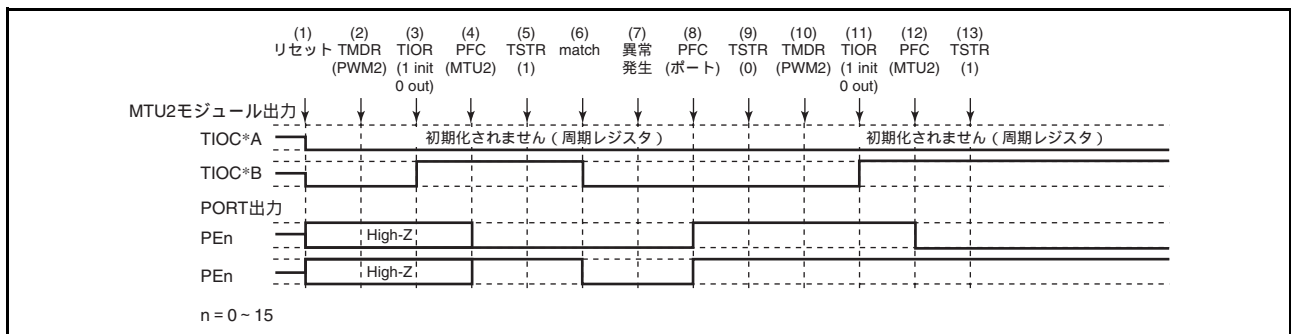 (1) (2) (3) (4) (5) (6) (7) (8) (9) (10) (11) (12) (13)
リセット TMDR TIOR PFC TSTR match 異常 PFC TSTR TMDR TIOR PFC TSTR
(PWM2) (1 init (MTU2) (1) 発生 (ポート) (0) (PWM2) (1 init (MTU2) (1)
0 out) 0 out)
MTU2モジュール出力
TIOC*A 初期化されません（周期レジスタ） 初期化されません（周期レジスタ）
TIOC*B
PORT出力
PEn High-Z
PEn High-Z
n = 0 ~ 15